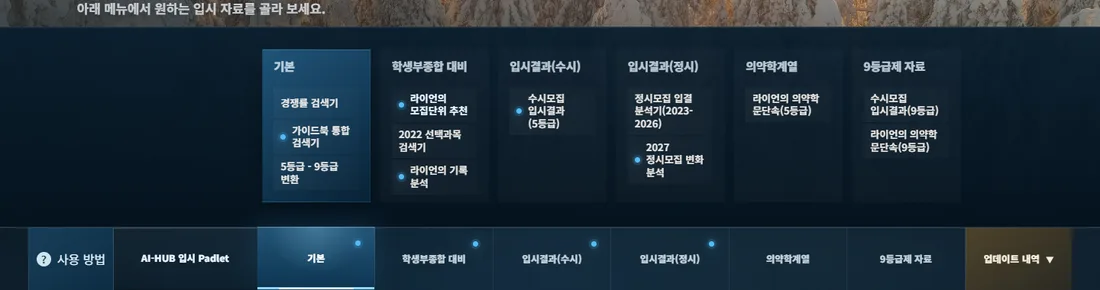 아래 메뉴에서 원하는 입시 자료를 골라 보세요.
기본
경쟁률 검색기
가이드북 통합
검색기
5등급 - 9등급
변환
학생부종합 대비
라이언의
모집단위 추천
2022 선택과목
검색기
라이언의 기록
분석
입시결과(수시)
수시모집
입시결과
(5등급)
입시결과(정시)
정시모집 입결
분석기(2023-
2026)
2027
정시모집 변화
분석
의약학계열
라이언의 의약학
문단속(5등급)
9등급제 자료
수시모집
입시결과(9등급)
라이언의 의약학
문단속(9등급)
? 사용 방법
AI-HUB 입시 Padlet
기본
학생부종합 대비
입시결과(수시)
입시결과(정시)
의약학계열
9등급제 자료
업데이트 내역 ▼